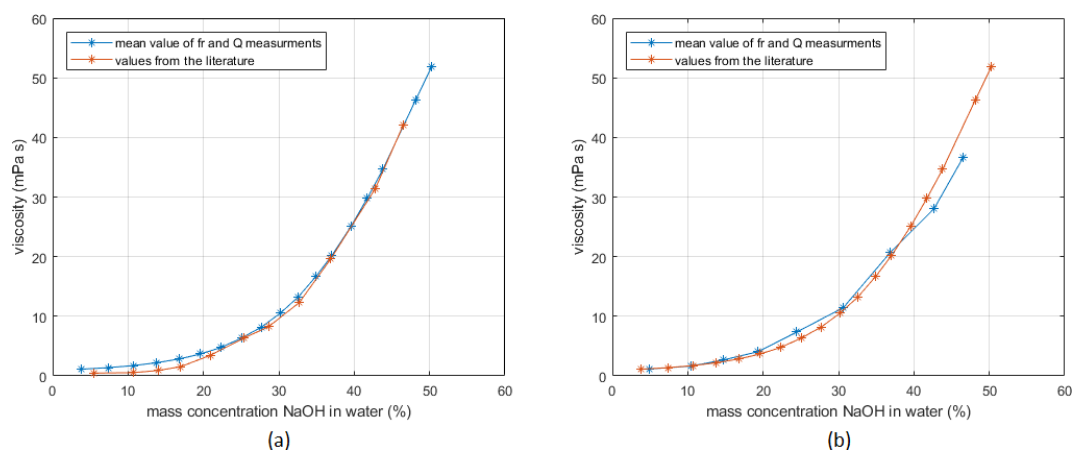 60
50
40
30
20
10
0
viscosity (mPa s)
mean value of fr and Q measurments
values from the literature
0 10 20 30 40 50 60
mass concentration NaOH in water (%)
(a)
60
50
40
30
20
10
0
viscosity (mPa s)
mean value of fr and Q measurments
values from the literature
0 10 20 30 40 50 60
mass concentration NaOH in water (%)
(b)